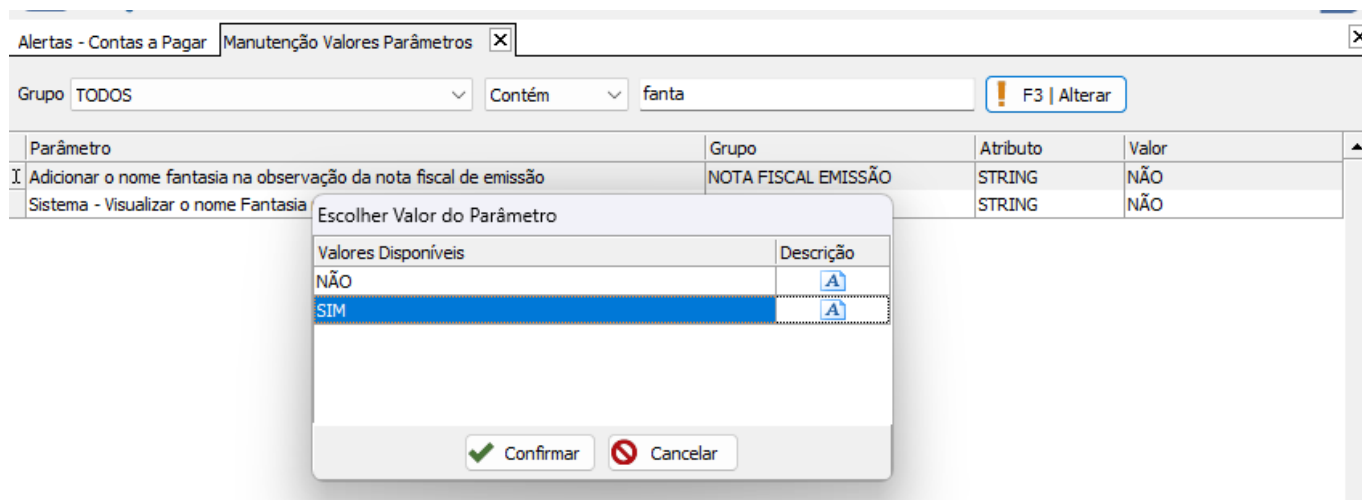 Alertas - Contas a Pagar Manutenção Valores Parâmetros
Grupo TODOS Contém fanta F3 | Alterar
Parâmetro Grupo Atributo Valor
Adicionar o nome fantasia na observação da nota fiscal de emissão NOTA FISCAL EMISSÃO STRING NÃO
Sistema - Visualizar o nome Fantasia STRING NÃO
Escolher Valor do Parâmetro
Valores Disponíveis Descrição
NÃO A
SIM A
Confirmar Cancelar